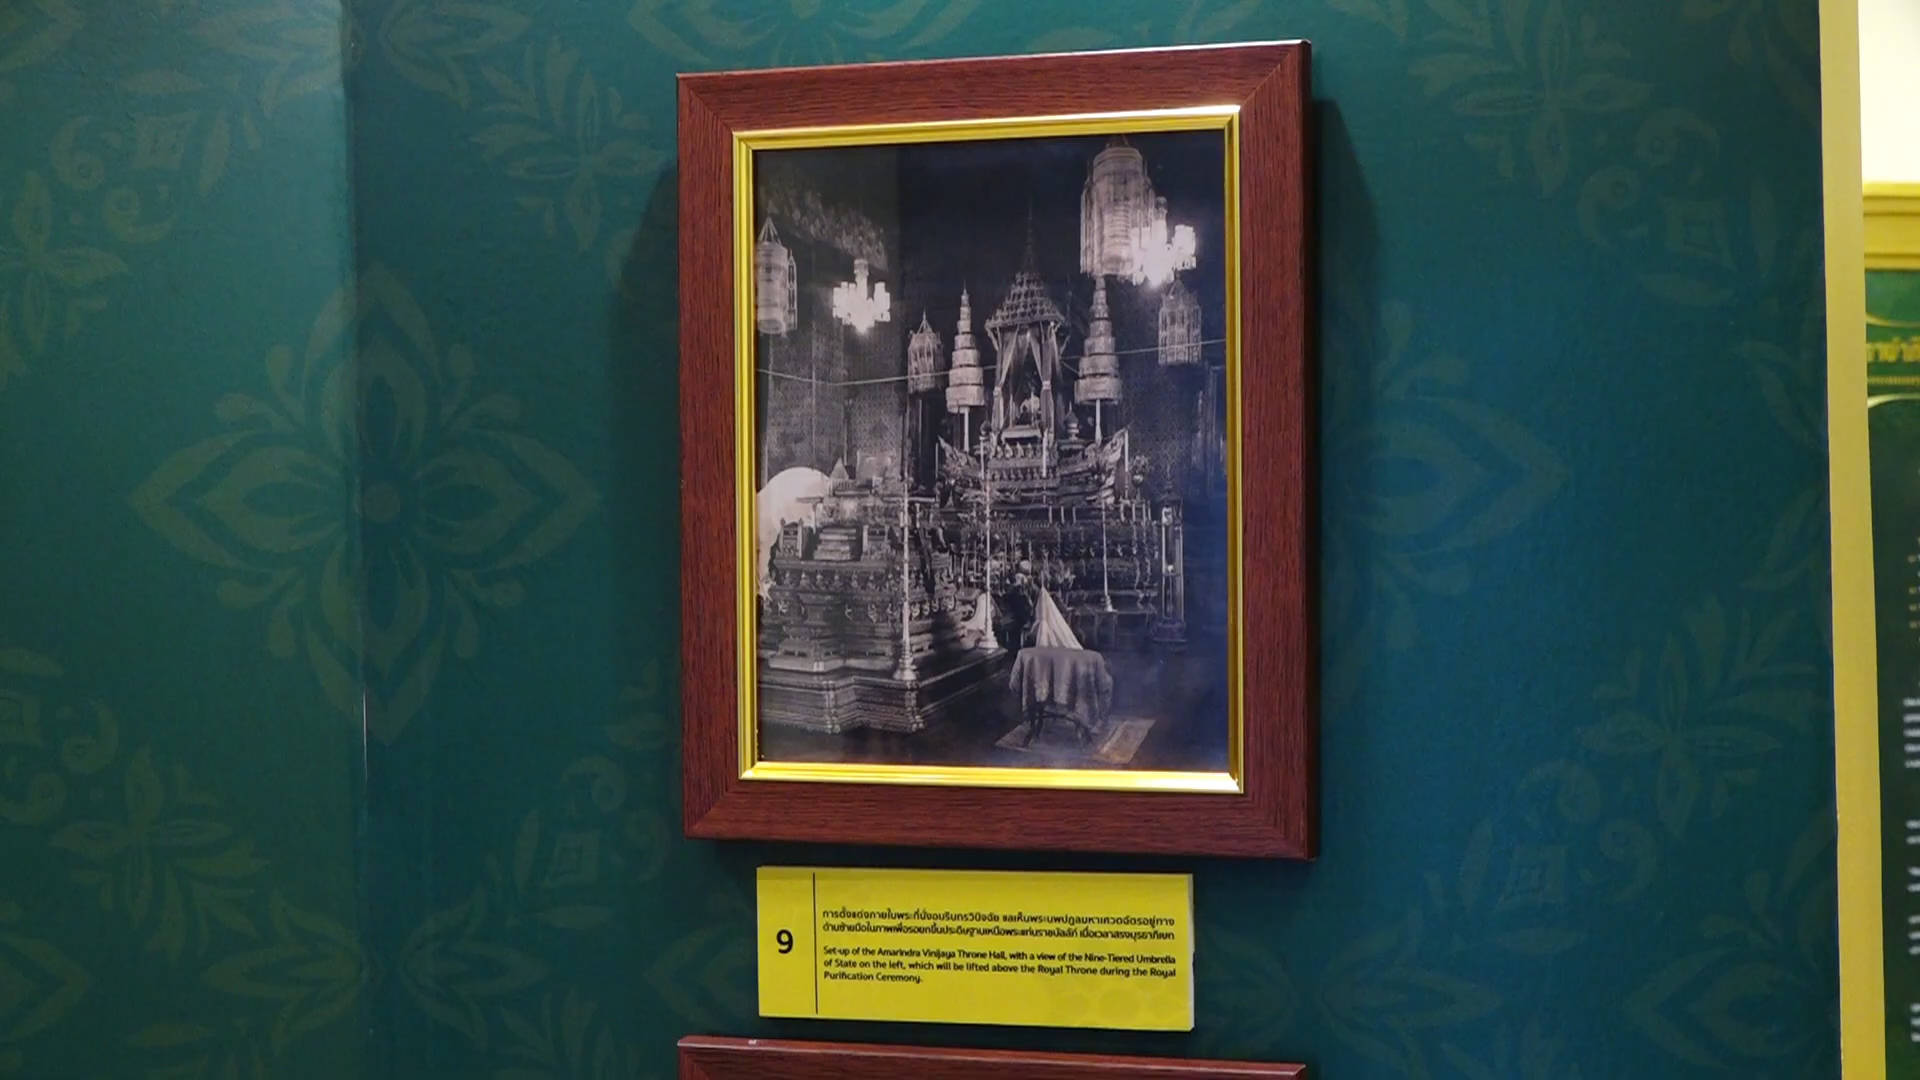 9
การตั้งแต่งภายในพระที่นั่งอมรินทรวินิจฉัย แลเห็นพระนพปฎลมหาเศวตฉัตรอยู่ทาง
ด้านซ้ายมือในภาพเพื่อรอยกขึ้นประดิษฐานเหนือพระแท่นราชบัลลังก์ เมื่อเวลาสรงมุรธาภิเษก
Set-up of the Amarindra Vinijaya Throne Hall, with a view of the Nine-Tiered Umbrella
of State on the left, which will be lifted above the Royal Throne during the Royal
Purification Ceremony.